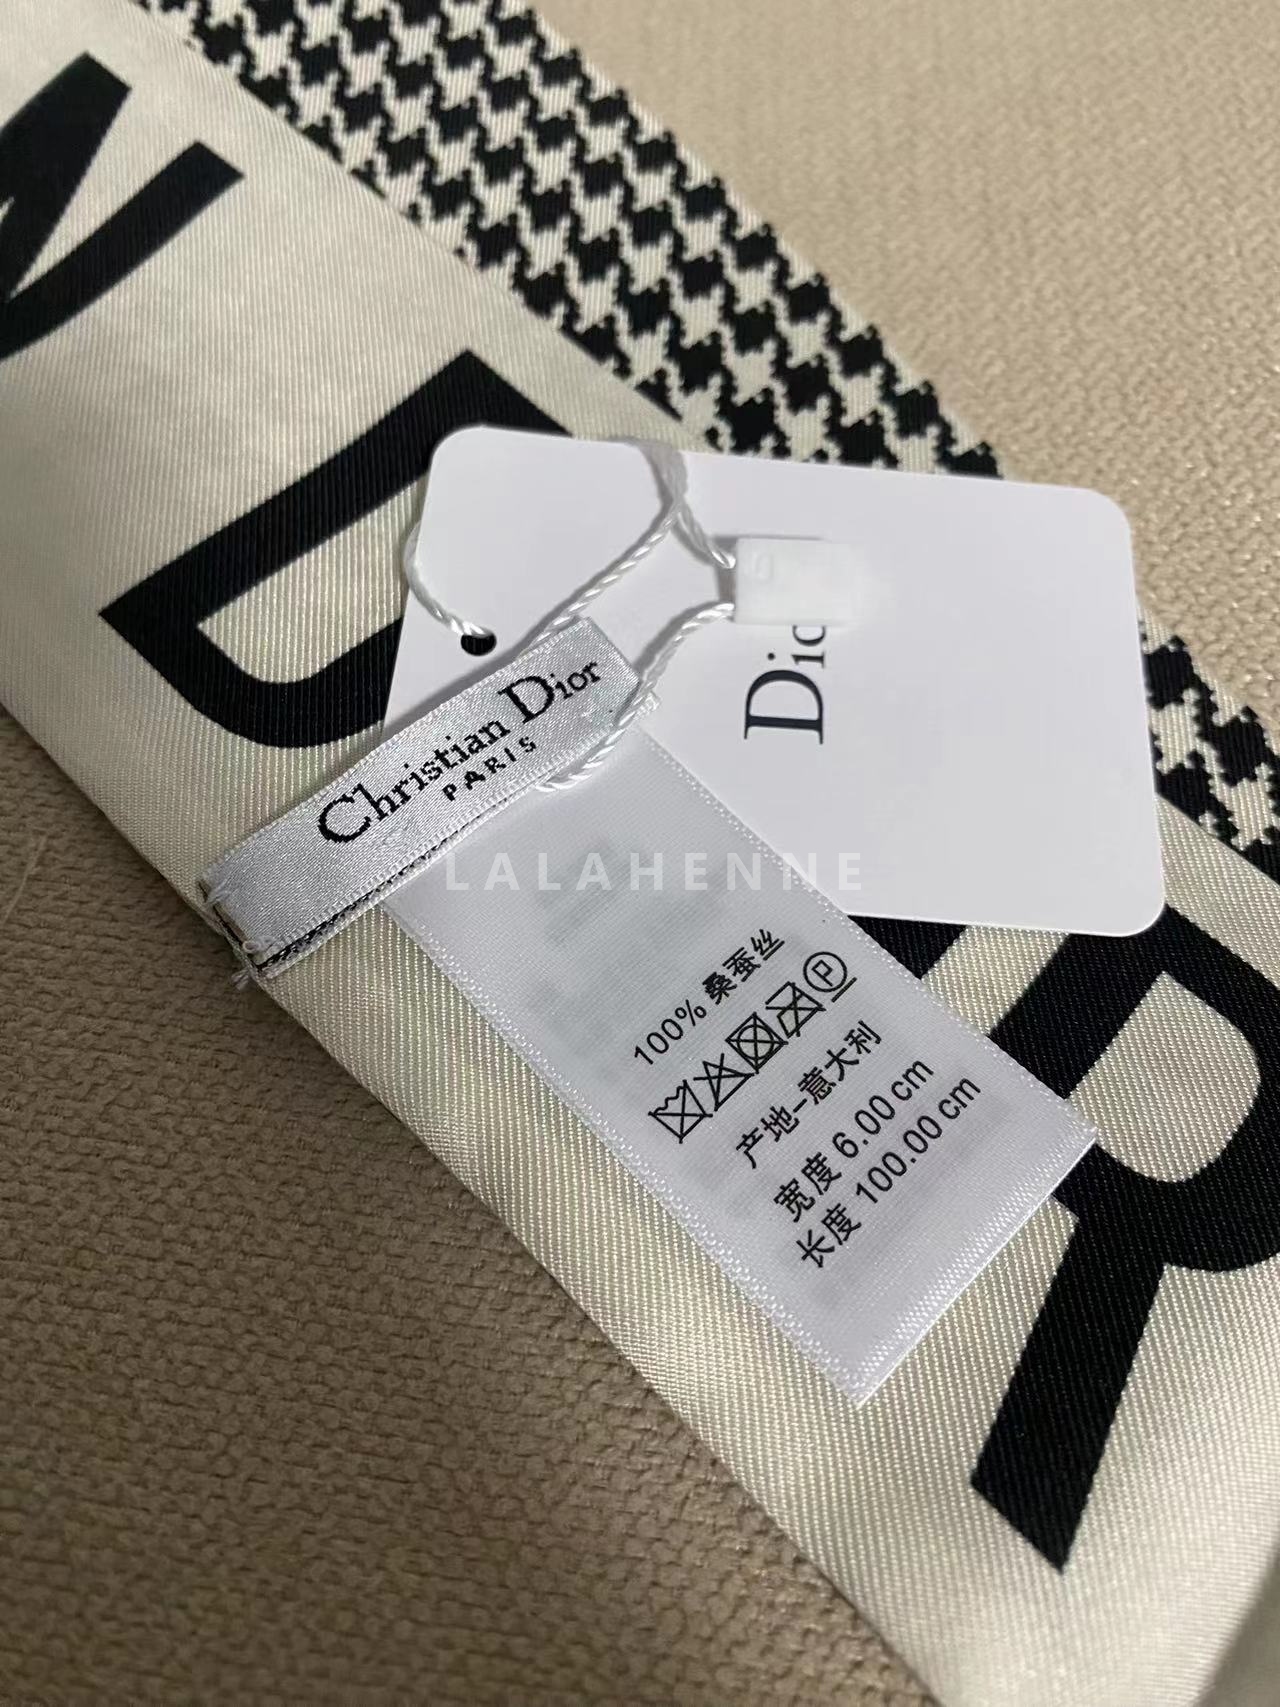 W
D
R
Dio
Christian Dior
PARIS
LALAHENNE
100% 桑蚕丝
P
产地-意大利
宽度 6.00 cm
长度 100.00 cm